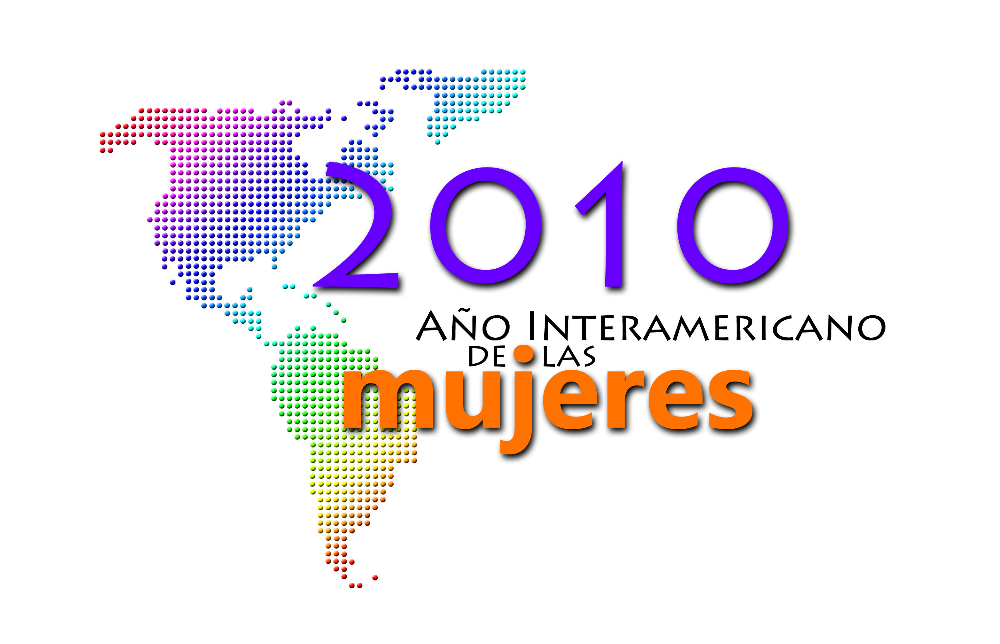 2010
Año Interamericano
de las
mujeres